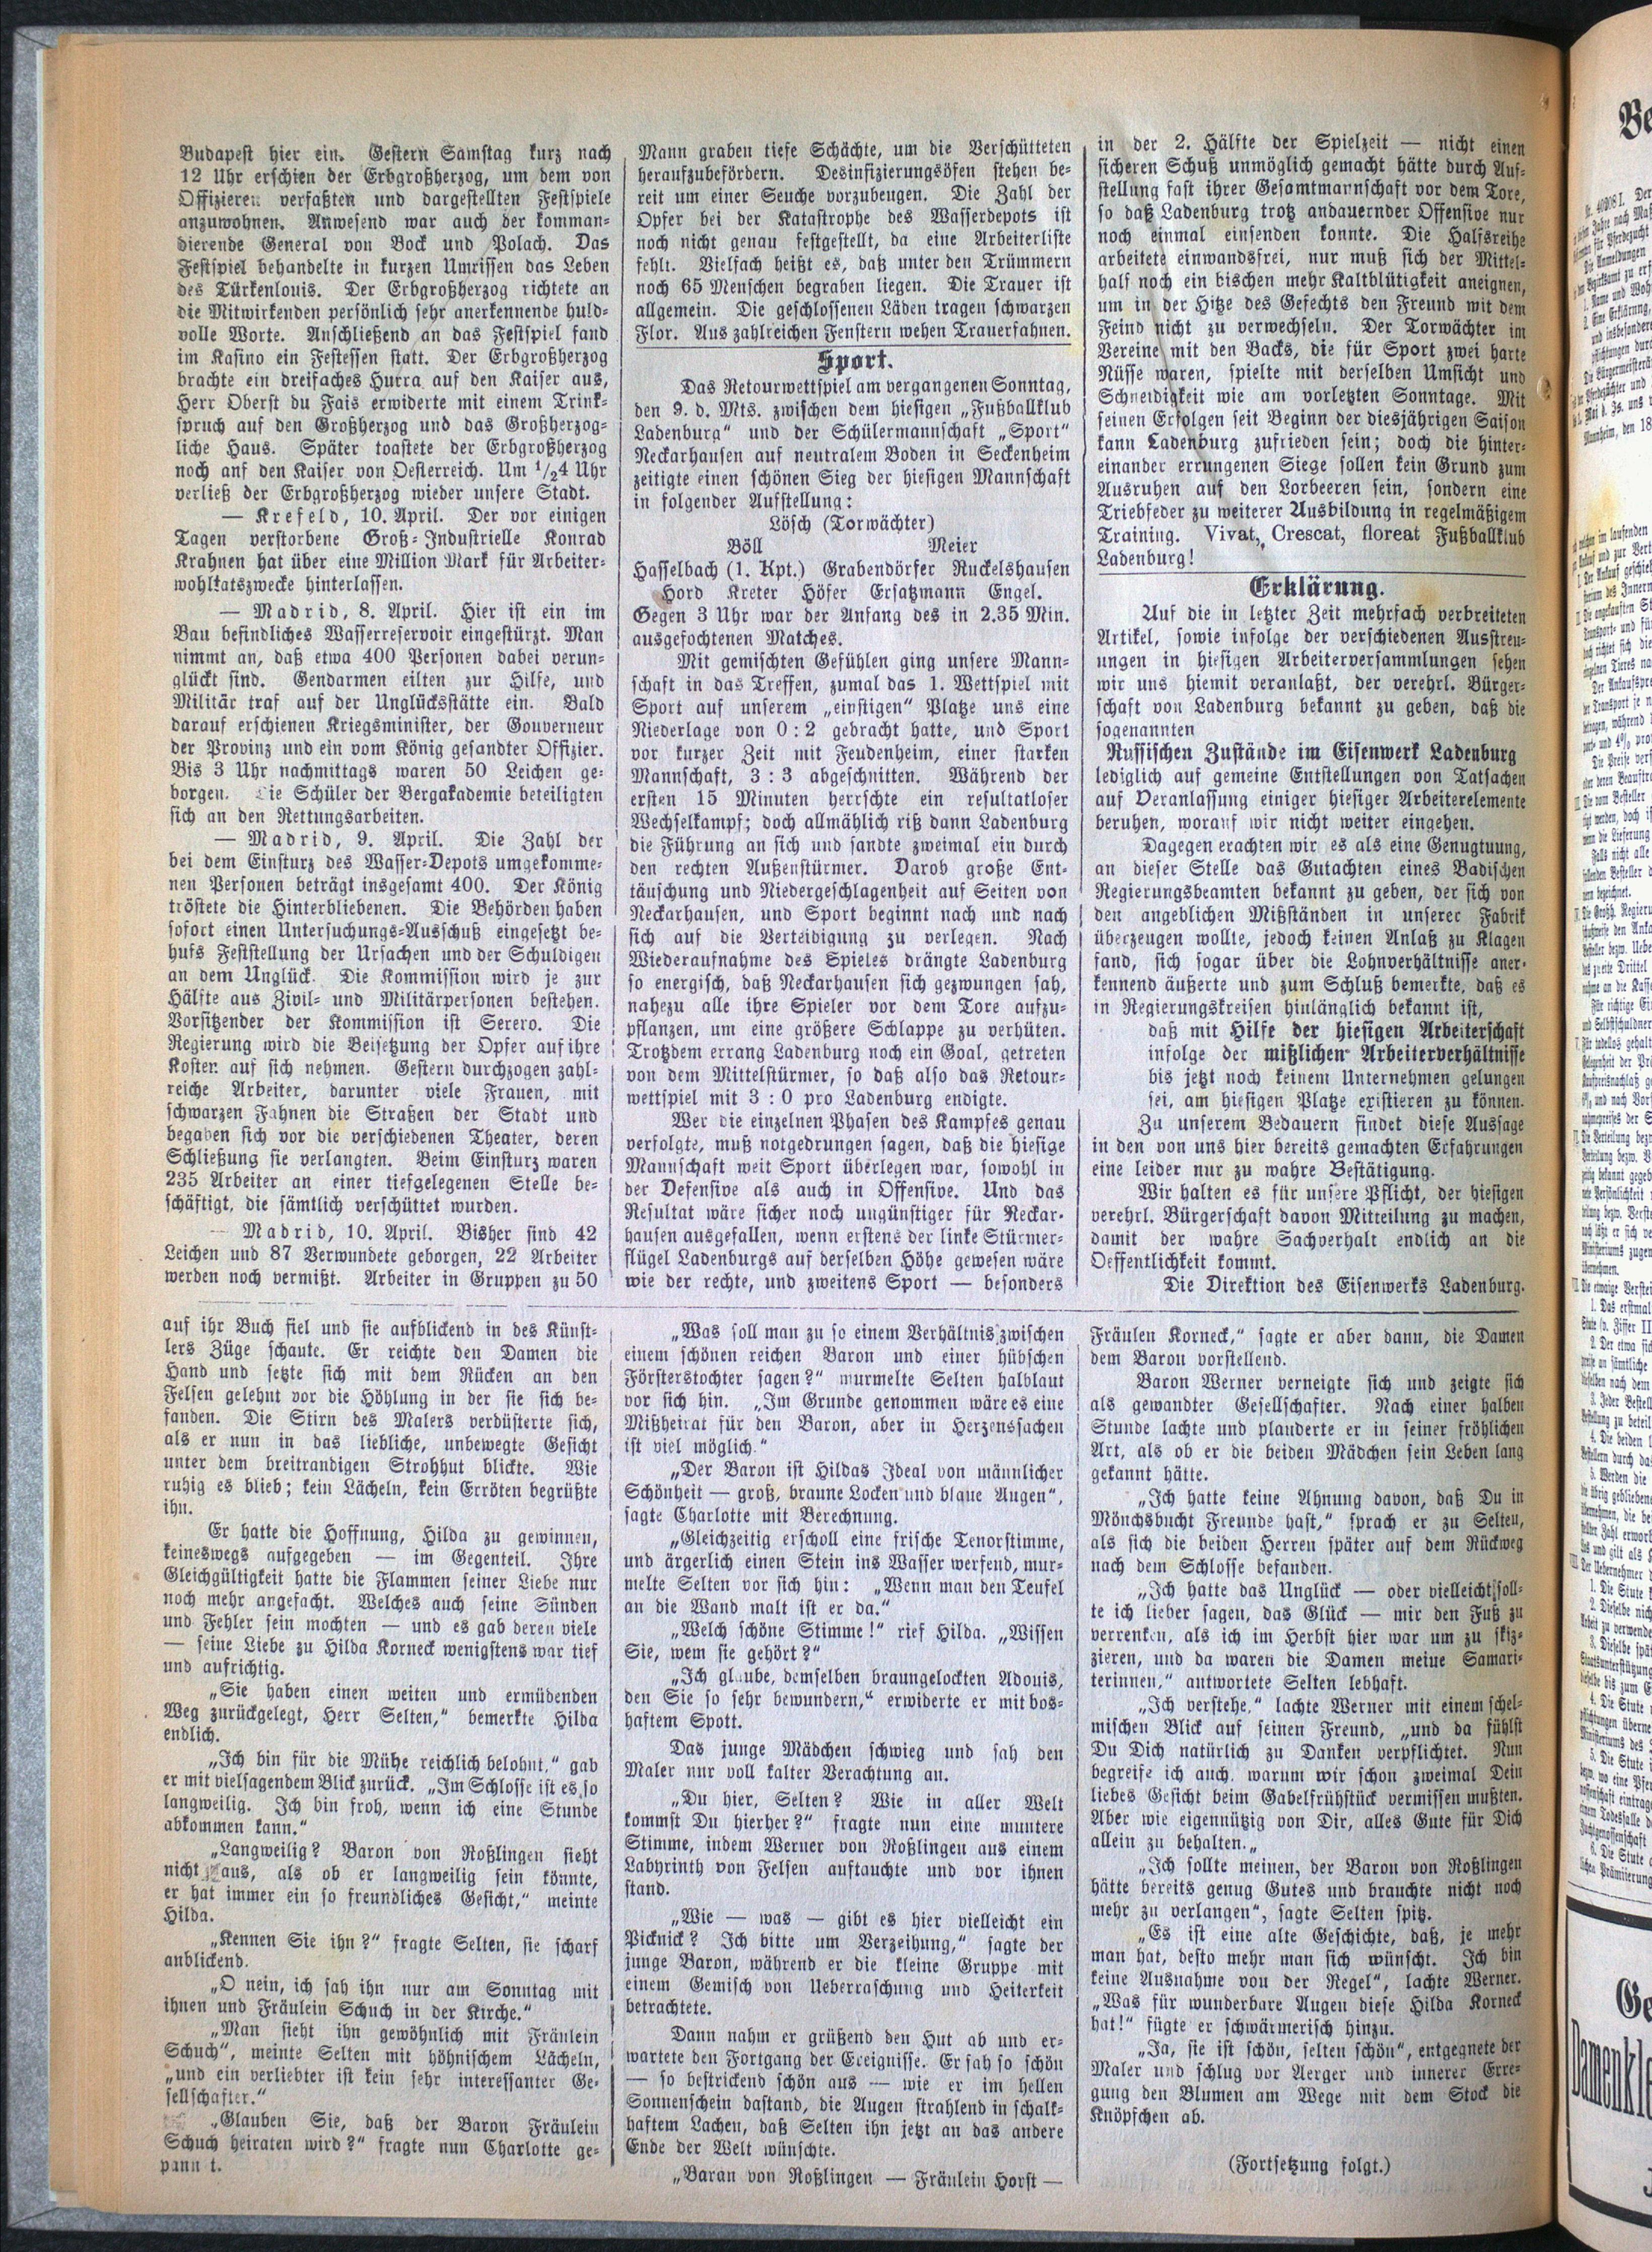 Budapest hier ein. Gestern Samstag kurz nach
12 Uhr erschien der Erbgroßherzog, um dem von
Offizieren verfaßten und dargestellten Festspiele
anzuwohnen. Anwesend war auch der komman-
dierende General von Bock und Polach. Das
Festspiel behandelte in kurzen Umrissen das Leben
des Türkenlouis. Der Erbgroßherzog richtete an
die Mitwirkenden persönlich sehr anerkennende huld-
volle Worte. Anschließend an das Festspiel fand
im Kasino ein Festessen statt. Der Erbgroßherzog
brachte ein dreifaches Hurra auf den Kaiser aus,
Herr Oberst du Fais erwiderte mit einem Trink-
spruch auf den Großherzog und das Großherzog-
liche Haus. Später toastete der Erbgroßherzog
noch anf den Kaiser von Oesterreich. Um 1/24 Uhr
verließ der Erbgroßherzog wieder unsere Stadt.
— Krefeld, 10. April. Der vor einigen
Tagen verstorbene Groß-Industrielle Konrad
Krahnen hat über eine Million Mark für Arbeiter-
wohltatszwecke hinterlassen.
— Madrid, 8. April. Hier ist ein im
Bau befindliches Wasserreservoir eingestürzt. Man
nimmt an, daß etwa 400 Personen dabei verun-
glückt sind. Gendarmen eilten zur Hilfe, und
Militär traf auf der Unglücksstätte ein. Bald
darauf erschienen Kriegsminister, der Gouverneur
der Provinz und ein vom König gesandter Offizier.
Bis 3 Uhr nachmittags waren 50 Leichen ge-
borgen. Die Schüler der Bergakademie beteiligten
sich an den Rettungsarbeiten.
— Madrid, 9. April. Die Zahl der
bei dem Einsturz des Wasser-Depots umgekomme-
nen Personen beträgt insgesamt 400. Der König
tröstete die Hinterbliebenen. Die Behörden haben
sofort einen Untersuchungs-Ausschuß eingesetzt be-
hufs Feststellung der Ursachen und der Schuldigen
an dem Unglück. Die Kommission wird je zur
Hälfte aus Zivil- und Militärpersonen bestehen.
Vorsitzender der Kommission ist Serero. Die
Regierung wird die Beisetzung der Opfer auf ihre
Kosten auf sich nehmen. Gestern durchzogen zahl-
reiche Arbeiter, darunter viele Frauen, mit
schwarzen Fahnen die Straßen der Stadt und
begaben sich vor die verschiedenen Theater, deren
Schließung sie verlangten. Beim Einsturz waren
235 Arbeiter an einer tiefgelegenen Stelle be-
schäftigt, die sämtlich verschüttet wurden.
— Madrid, 10. April. Bisher sind 42
Leichen und 87 Verwundete geborgen, 22 Arbeiter
werden noch vermißt. Arbeiter in Gruppen zu 50
Mann graben tiefe Schächte, um die Verschütteten
heraufzubefördern. Desinfizierungsöfen stehen be-
reit um einer Seuche vorzubeugen. Die Zahl der
Opfer bei der Katastrophe des Wasserdepots ist
noch nicht genau festgestellt, da eine Arbeiterliste
fehlt. Vielfach heißt es, daß unter den Trümmern
noch 65 Menschen begraben liegen. Die Trauer ist
allgemein. Die geschlossenen Läden tragen schwarzen
Flor. Aus zahlreichen Fenstern wehen Trauerfahnen.
Sport.
Das Retourwettspiel am vergangenen Sonntag,
den 9. d. Mts. zwischen dem hiesigen „Fußballklub
Ladenburg“ und der Schülermannschaft „Sport“
Neckarhausen auf neutralem Boden in Seckenheim
zeitigte einen schönen Sieg der hiesigen Mannschaft
in folgender Aufstellung:
Lösch (Torwächter)
Böll Meier
Hasselbach (1. Kpt.) Grabendörfer Ruckelshausen
Hord Kreter Höfer Ersatzmann Engel.
Gegen 3 Uhr war der Anfang des in 2.35 Min.
ausgefochtenen Matches.
Mit gemischten Gefühlen ging unsere Mann-
schaft in das Treffen, zumal das 1. Wettspiel mit
Sport auf unserem „einstigen“ Platze uns eine
Niederlage von 0:2 gebracht hatte, und Sport
vor kurzer Zeit mit Feudenheim, einer starken
Mannschaft, 3:3 abgeschnitten. Während der
ersten 15 Minuten herrschte ein resultatloser
Wechselkampf; doch allmählich riß dann Ladenburg
die Führung an sich und sandte zweimal ein durch
den rechten Außenstürmer. Darob große Ent-
täuschung und Niedergeschlagenheit auf Seiten von
Neckarhausen, und Sport beginnt nach und nach
sich auf die Verteidigung zu verlegen. Nach
Wiederaufnahme des Spieles drängte Ladenburg
so energisch, daß Neckarhausen sich gezwungen sah,
nahezu alle ihre Spieler vor dem Tore aufzu-
pflanzen, um eine größere Schlappe zu verhüten.
Trotzdem errang Ladenburg noch ein Goal, getreten
von dem Mittelstürmer, so daß also das Retour-
wettspiel mit 3:0 pro Ladenburg endigte.
Wer die einzelnen Phasen des Kampfes genau
verfolgte, muß notgedrungen sagen, daß die hiesige
Mannschaft weit Sport überlegen war, sowohl in
der Defensive als auch in Offensive. Und das
Resultat wäre sicher noch ungünstiger für Neckar-
hausen ausgefallen, wenn erstens der linke Stürmer-
flügel Ladenburgs auf derselben Höhe gewesen wäre
wie der rechte, und zweitens Sport — besonders
in der 2. Hälfte der Spielzeit — nicht einen
sicheren Schuß unmöglich gemacht hätte durch Auf-
stellung fast ihrer Gesamtmannschaft vor dem Tore,
so daß Ladenburg trotz andauernder Offensive nur
noch einmal einsenden konnte. Die Halfsreihe
arbeitete einwandsfrei, nur muß sich der Mittel-
half noch ein bischen mehr Kaltblütigkeit aneignen,
um in der Hitze des Gefechts den Freund mit dem
Feind nicht zu verwechseln. Der Torwächter im
Vereine mit den Backs, die für Sport zwei harte
Nüsse waren, spielte mit derselben Umsicht und
Schneidigkeit wie am vorletzten Sonntage. Mit
seinen Erfolgen seit Beginn der diesjährigen Saison
kann Ladenburg zufrieden sein; doch die hinter-
einander errungenen Siege sollen kein Grund zum
Ausruhen auf den Lorbeeren sein, sondern eine
Triebfeder zu weiterer Ausbildung in regelmäßigem
Training. Vivat, Crescat, floreat Fußballklub
Ladenburg!
Erklärung.
Auf die in letzter Zeit mehrfach verbreiteten
Artikel, sowie infolge der verschiedenen Ausstreu-
ungen in hiesigen Arbeiterversammlungen sehen
wir uns hiemit veranlaßt, der verehrl. Bürger-
schaft von Ladenburg bekannt zu geben, daß die
sogenannten
Russischen Zustände im Eisenwerk Ladenburg
lediglich auf gemeine Entstellungen von Tatsachen
auf Veranlassung einiger hiesiger Arbeiterelemente
beruhen, worauf wir nicht weiter eingehen.
Dagegen erachten wir es als eine Genugtuung,
an dieser Stelle das Gutachten eines Badischen
Regierungsbeamten bekannt zu geben, der sich von
den angeblichen Mißständen in unserer Fabrik
überzeugen wollte, jedoch keinen Anlaß zu Klagen
fand, sich sogar über die Lohnverhältnisse aner-
kennend äußerte und zum Schluß bemerkte, daß es
in Regierungskreisen hinlänglich bekannt ist,
daß mit Hilfe der hiesigen Arbeiterschaft
infolge der mißlichen Arbeiterverhältnisse
bis jetzt noch keinem Unternehmen gelungen
sei, am hiesigen Platze existieren zu können.
Zu unserem Bedauern findet diese Aussage
in den von uns hier bereits gemachten Erfahrungen
eine leider nur zu wahre Bestätigung.
Wir halten es für unsere Pflicht, der hiesigen
verehrl. Bürgerschaft davon Mitteilung zu machen,
damit der wahre Sachverhalt endlich an die
Oeffentlichkeit kommt.
Die Direktion des Eisenwerks Ladenburg.
auf ihr Buch fiel und sie aufblickend in des Künst-
lers Züge schaute. Er reichte den Damen die
Hand und setzte sich mit dem Rücken an den
Felsen gelehnt vor die Höhlung in der sie sich be-
fanden. Die Stirn des Malers verdüsterte sich,
als er nun in das liebliche, unbewegte Gesicht
unter dem breitrandigen Strohhut blickte. Wie
ruhig es blieb; kein Lächeln, kein Erröten begrüßte
ihn.
Er hatte die Hoffnung, Hilda zu gewinnen,
keineswegs aufgegeben — im Gegenteil. Ihre
Gleichgültigkeit hatte die Flammen seiner Liebe nur
noch mehr angefacht. Welches auch seine Sünden
und Fehler sein mochten — und es gab deren viele
— seine Liebe zu Hilda Korneck wenigstens war tief
und aufrichtig.
„Sie haben einen weiten und ermüdenden
Weg zurückgelegt, Herr Selten,“ bemerkte Hilda
endlich.
„Ich bin für die Mühe reichlich belohnt,“ gab
er mit vielsagendem Blick zurück. „Im Schlosse ist es so
langweilig. Ich bin froh, wenn ich eine Stunde
abkommen kann.“
„Langweilig? Baron von Roßlingen sieht
nicht aus, als ob er langweilig sein könnte,
er hat immer ein so freundliches Gesicht,“ meinte
Hilda.
„Kennen Sie ihn?“ fragte Selten, sie scharf
anblickend.
„O nein, ich sah ihn nur am Sonntag mit
ihnen und Fräulein Schuch in der Kirche.“
„Man sieht ihn gewöhnlich mit Fräulein
Schuch“, meinte Selten mit höhnischem Lächeln,
„und ein verliebter ist kein sehr interessanter Ge-
sellschafter.“
„Glauben Sie, daß der Baron Fräulein
Schuch heiraten wird?“ fragte nun Charlotte ge-
pannt.
„Was soll man zu so einem Verhältnis zwischen
einem schönen reichen Baron und einer hübschen
Försterstochter sagen?“ murmelte Selten halblaut
vor sich hin. „Im Grunde genommen wäre es eine
Mißheirat für den Baron, aber in Herzenssachen
ist viel möglich.“
„Der Baron ist Hildas Ideal von männlicher
Schönheit — groß, braune Locken und blaue Augen“,
sagte Charlotte mit Berechnung.
„Gleichzeitig erscholl eine frische Tenorstimme,
und ärgerlich einen Stein ins Wasser werfend, mur-
melte Selten vor sich hin: „Wenn man den Teufel
an die Wand malt ist er da.“
„Welch schöne Stimme!“ rief Hilda. „Wissen
Sie, wem sie gehört?“
„Ich glaube, demselben braungelockten Adonis,
den Sie so sehr bewundern,“ erwiderte er mit bos-
haftem Spott.
Das junge Mädchen schwieg und sah den
Maler nur voll kalter Verachtung an.
„Du hier, Selten? Wie in aller Welt
kommst Du hierher?“ fragte nun eine muntere
Stimme, indem Werner von Roßlingen aus einem
Labyrinth von Felsen auftauchte und vor ihnen
stand.
„Wie — was — gibt es hier vielleicht ein
Picknick? Ich bitte um Verzeihung,“ sagte der
junge Baron, während er die kleine Gruppe mit
einem Gemisch von Ueberraschung und Heiterkeit
betrachtete.
Dann nahm er grüßend den Hut ab und er-
wartete den Fortgang der Ereignisse. Er sah so schön
— so bestrickend schön aus — wie er im hellen
Sonnenschein dastand, die Augen strahlend in schalk-
haftem Lachen, daß Selten ihn jetzt an das andere
Ende der Welt wünschte.
„Baran von Roßlingen — Fräulein Horst —
Fräulen Korneck,“ sagte er aber dann, die Damen
dem Baron vorstellend.
Baron Werner verneigte sich und zeigte sich
als gewandter Gesellschafter. Nach einer halben
Stunde lachte und plauderte er in seiner fröhlichen
Art, als ob er die beiden Mädchen sein Leben lang
gekannt hätte.
„Ich hatte keine Ahnung davon, daß Du in
Mönchsbucht Freunde hast,“ sprach er zu Selten,
als sich die beiden Herren später auf dem Rückweg
nach dem Schlosse befanden.
„Ich hatte das Unglück — oder vielleicht soll-
te ich lieber sagen, das Glück — mir den Fuß zu
verrenken, als ich im Herbst hier war um zu skiz-
zieren, und da waren die Damen meine Samari-
terinnen,“ antwortete Selten lebhaft.
„Ich verstehe,“ lachte Werner mit einem schel-
mischen Blick auf seinen Freund, „und da fühlst
Du Dich natürlich zu Danken verpflichtet. Nun
begreife ich auch, warum wir schon zweimal Dein
liebes Gesicht beim Gabelfrühstück vermissen mußten.
Aber wie eigennützig von Dir, alles Gute für Dich
allein zu behalten.„
„Ich sollte meinen, der Baron von Roßlingen
hätte bereits genug Gutes und brauchte nicht noch
mehr zu verlangen“, sagte Selten spitz.
„Es ist eine alte Geschichte, daß, je mehr
man hat, desto mehr man sich wünscht. Ich bin
keine Ausnahme von der Regel“, lachte Werner.
„Was für wunderbare Augen diese Hilda Korneck
hat!“ fügte er schwärmerisch hinzu.
„Ja, sie ist schön, selten schön“, entgegnete der
Maler und schlug vor Aerger und innerer Erre-
gung den Blumen am Wege mit dem Stock die
Knöpfchen ab.
(Fortsetzung folgt.)